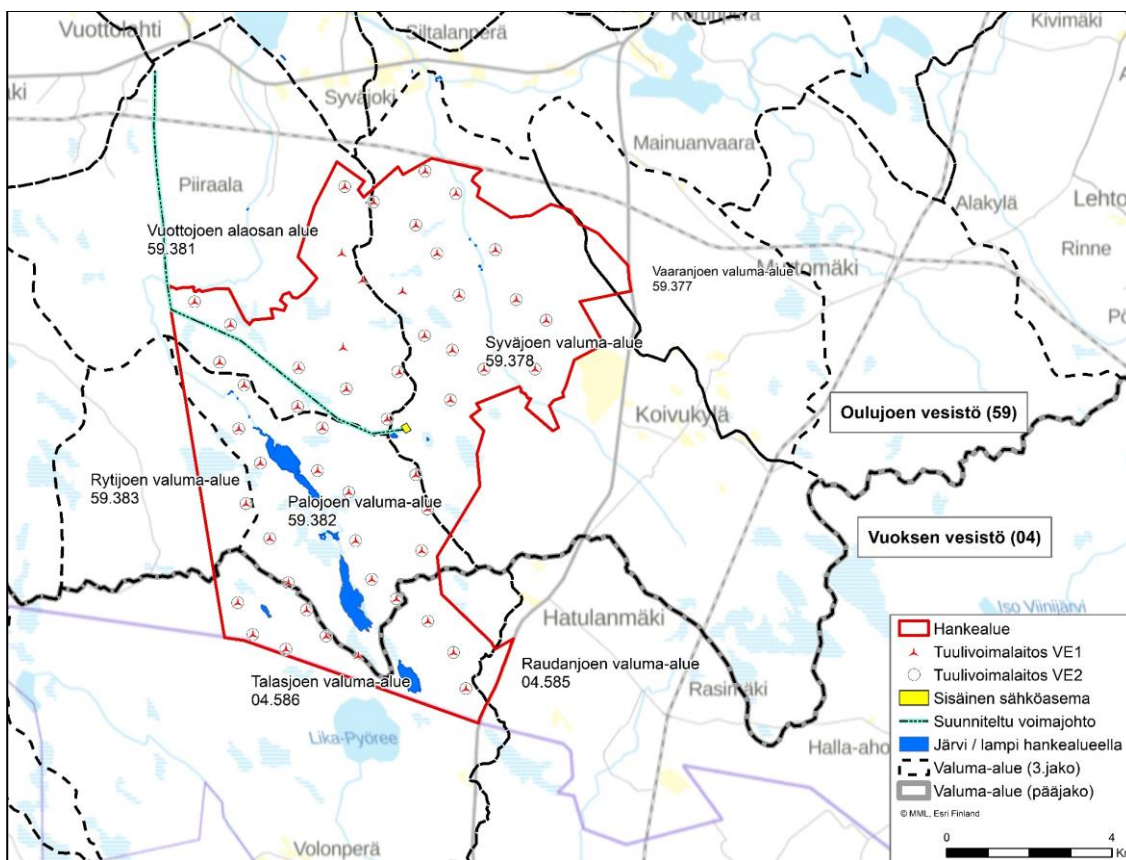 Vuottolahti
Siltalanperä
Kurunperä
Kivimäki
äki
Syväjoki
Mainuanvaara
Piiraala
Alakylä
Lehto
Rinne
Vuottojoen alaosan alue
59.381
Vaaranjoen valuma-alue
59.377
Mustomäki
Pö
Syväjoen valuma-alue
59.378
Koivukylä
Oulujoen vesistö (59)
Rytijoen valuma-alue
59.383
Palojoen valuma-alue
59.382
Vuoksen vesistö (04)
Iso Viinijärvi
Hatulanmäki
Raudanjoen valuma-alue
04.585
Talasjoen valuma-alue
04.586
Rasimäki
Lika-Pyöree
Halla-aho
Volonperä
Hankealue
Tuulivoimalaitos VE1
Tuulivoimalaitos VE2
Sisäinen sähköasema
Suunniteltu voimajohto
Järvi / lampi hankealueella
Valuma-alue (3.jako)
Valuma-alue (pääjako)
© MML, Esri Finland
0 4